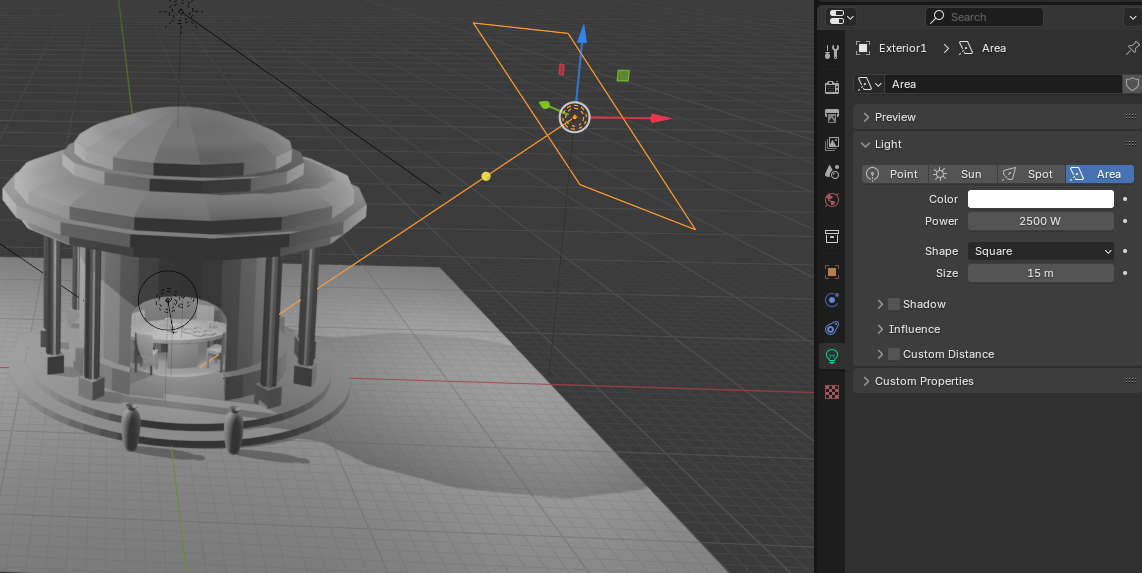 Search
Exterior1 > Area
Area
Preview
Light
Point Sun Spot Area
Color
Power 2500 W
Shape Square
Size 15 m
Shadow
Influence
Custom Distance
Custom Properties